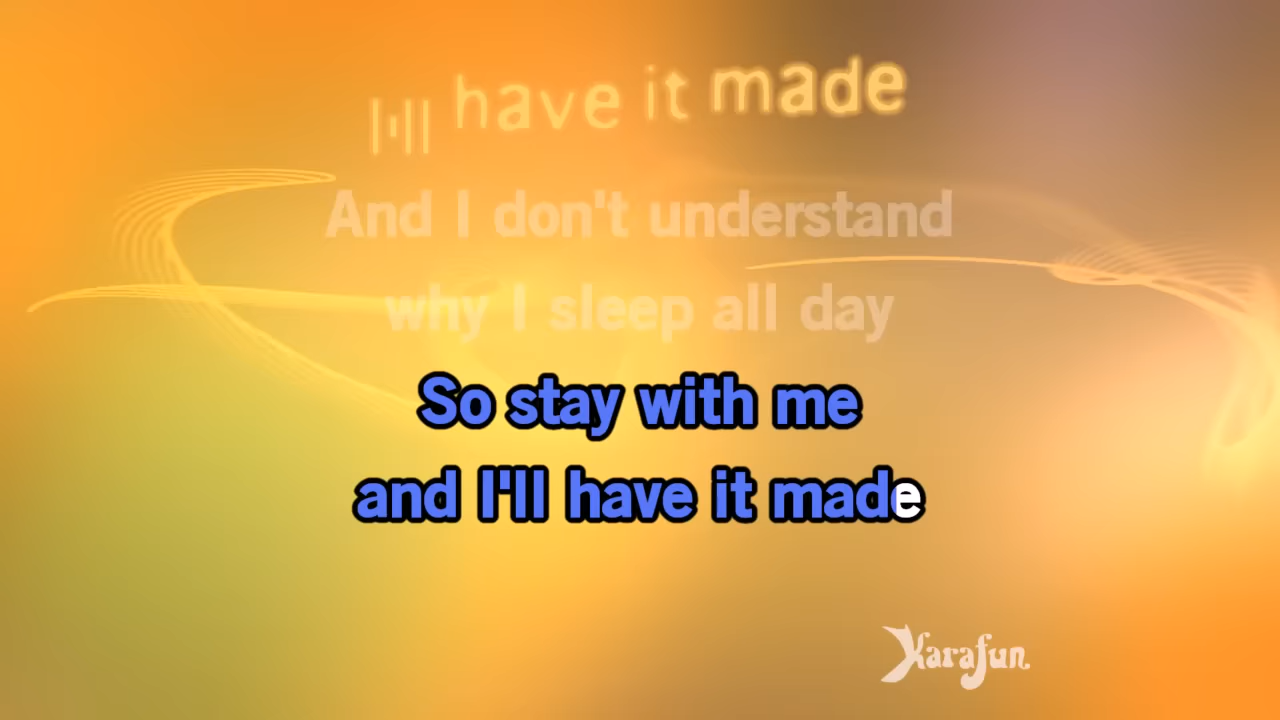 I'll have it made
And I don't understand
why I sleep all day
So stay with me
and I'll have it made
Karafun